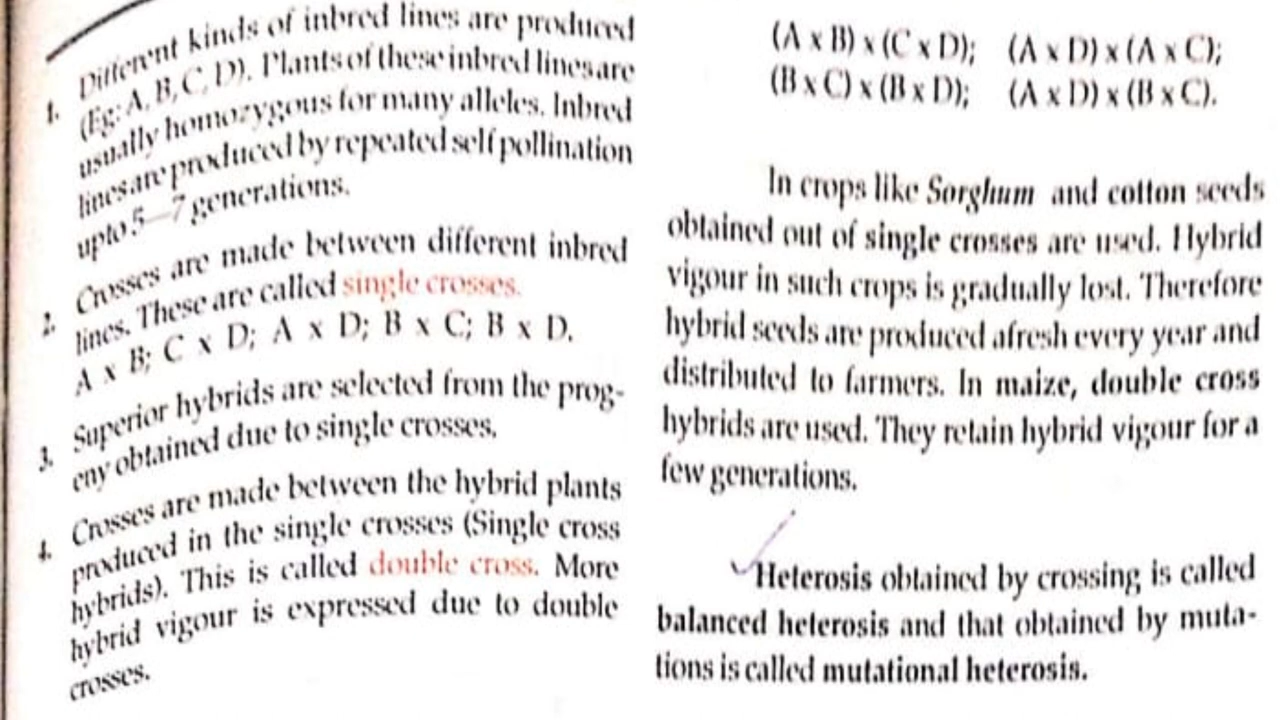 1. Different kinds of inbred lines are produced
(Eg: A, B, C, D). Plants of these inbred lines are
usually homozygous for many alleles. Inbred
lines are produced by repeated self pollination
upto 5—7 generations.
2. Crosses are made between different inbred
lines. These are called single crosses.
A x B; C x D; A x D; B x C; B x D.
3. Superior hybrids are selected from the prog-
eny obtained due to single crosses.
4. Crosses are made between the hybrid plants
produced in the single crosses (Single cross
hybrids). This is called double cross. More
hybrid vigour is expressed due to double
crosses.
(A x B) x (C x D); (A x D) x (A x C);
(B x C) x (B x D); (A x D) x (B x C).
In crops like Sorghum and cotton seeds
obtained out of single crosses are used. Hybrid
vigour in such crops is gradually lost. Therefore
hybrid seeds are produced afresh every year and
distributed to farmers. In maize, double cross
hybrids are used. They retain hybrid vigour for a
few generations.
Heterosis obtained by crossing is called
balanced heterosis and that obtained by muta-
tions is called mutational heterosis.